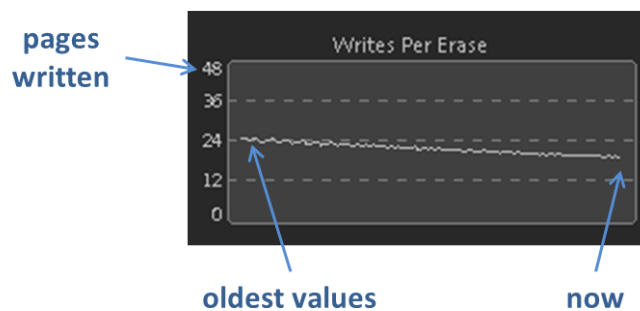 pages
written
Writes Per Erase
48
36
24
12
0
oldest values
now